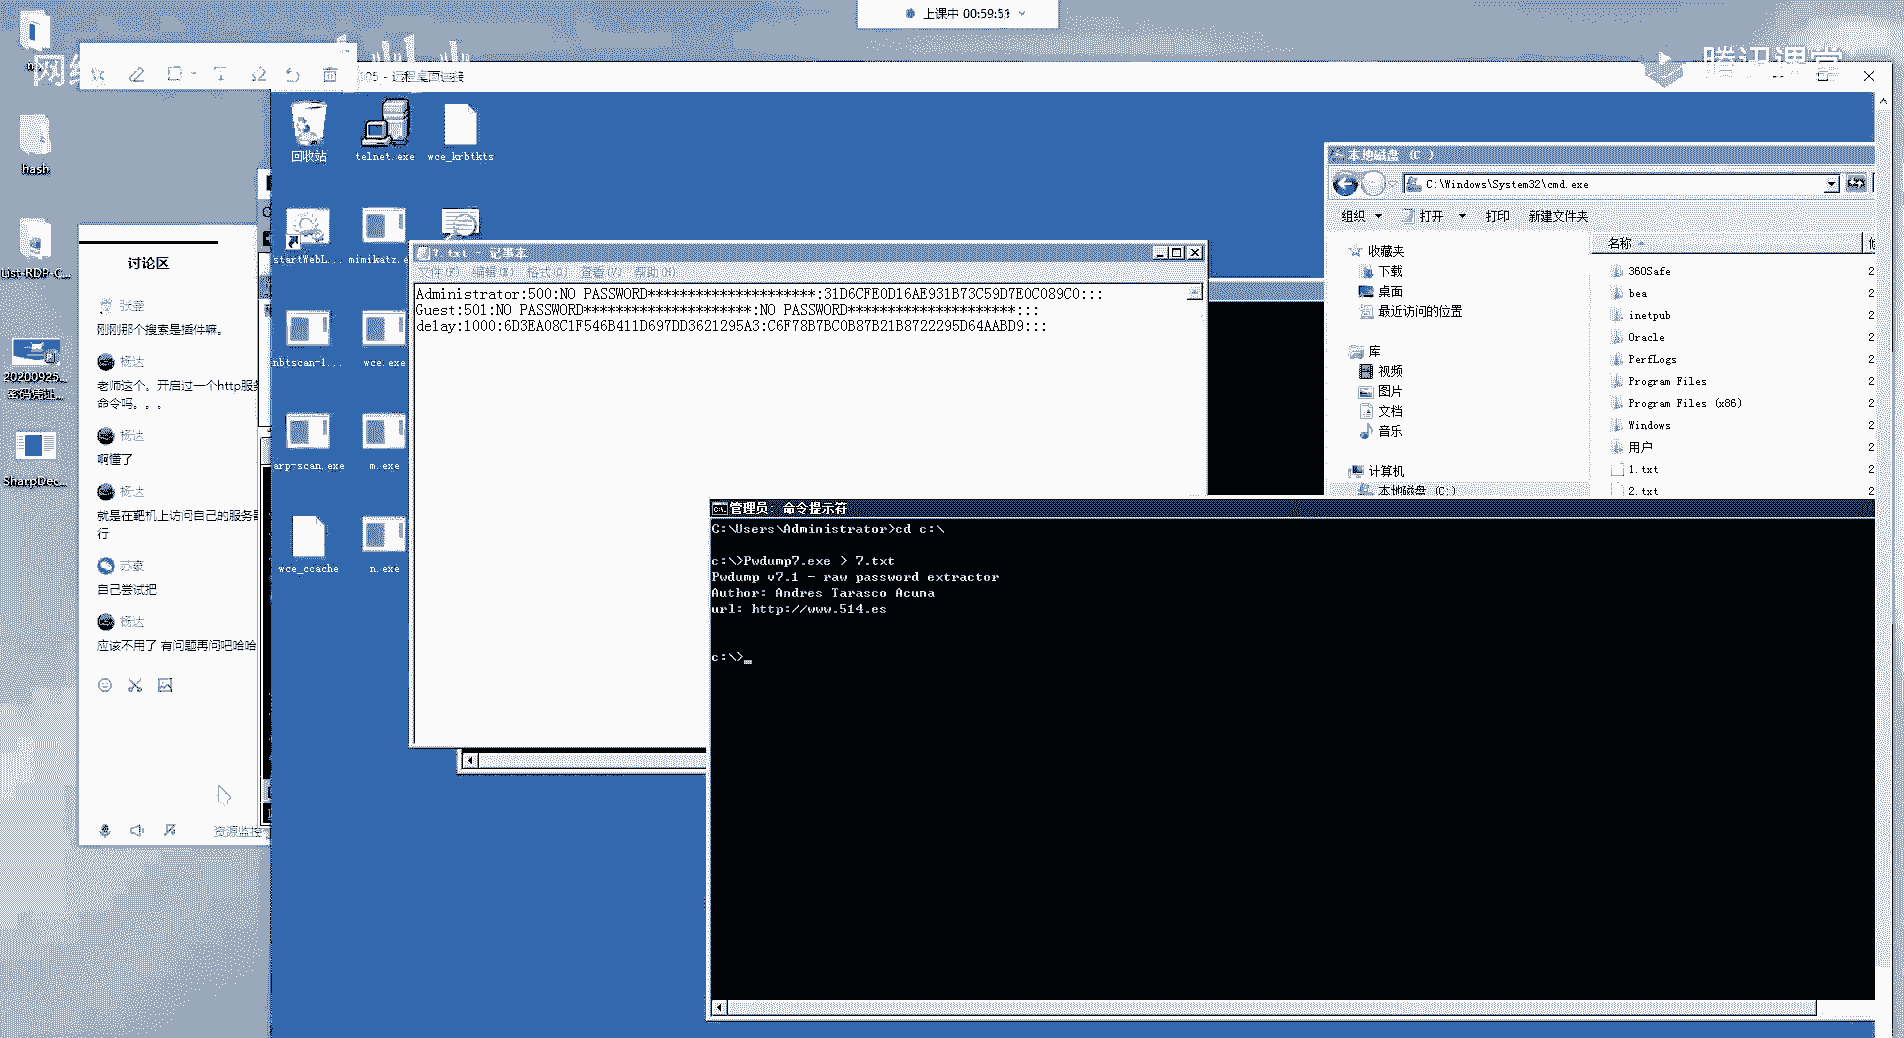 上课中 00:59:51
腾讯课堂
远程桌面连接
hash
List-RDP-C...
20200925...
SharpDec...
讨论区
张莹
刚刚那个搜索是插件嘛。
杨达
老师这个。开启过一个http服务
命令吗。。。
杨达
啊懂了
杨达
就是在靶机上访问自己的服务器
行
自己尝试把
杨达
应该不用了 有问题再问吧哈哈
资源监控
回收站
telnet.exe
wce_krbtkts
startWebL...
mimikatz.e
nbtscan-1...
wce.exe
arp-scan.exe
m.exe
wce_ccache
n.exe
7.txt - 记事本
文件(F) 编辑(E) 格式(O) 查看(V) 帮助(H)
Administrator:500:NO PASSWORD*********************:31D6CFE0D16AE931B73C59D7E0C089C0:::
Guest:501:NO PASSWORD*********************:NO PASSWORD*********************:::
delay:1000:6D3EA08C1F546B411D697DD3621295A3:C6F78B7BC0B87B21B8722295D64AABD9:::
本地磁盘 (C:)
C:\Windows\System32\cmd.exe
组织 打开 打印 新建文件夹
收藏夹
下载
桌面
最近访问的位置
库
视频
图片
文档
音乐
计算机
本地磁盘 (C:)
名称
360Safe
bea
inetpub
Oracle
PerfLogs
Program Files
Program Files (x86)
Windows
用户
1.txt
2.txt
管理员: 命令提示符
C:\Users\Administrator>cd c:\
c:\>Pwdump7.exe > 7.txt
Pwdump v7.1 - raw password extractor
Author: Andres Tarasco Acuna
url: http://www.514.es
c:\>